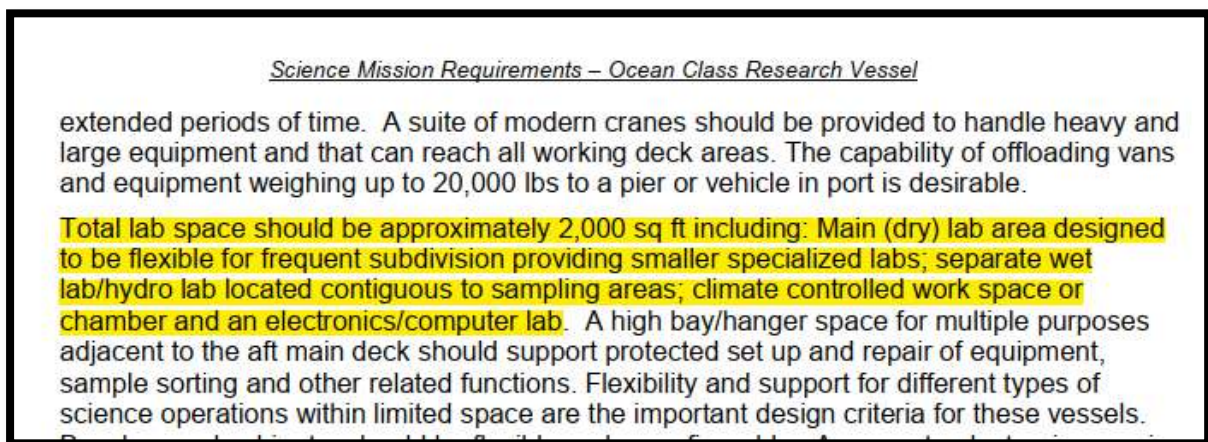 Science Mission Requirements – Ocean Class Research Vessel
extended periods of time. A suite of modern cranes should be provided to handle heavy and
large equipment and that can reach all working deck areas. The capability of offloading vans
and equipment weighing up to 20,000 lbs to a pier or vehicle in port is desirable.
Total lab space should be approximately 2,000 sq ft including: Main (dry) lab area designed
to be flexible for frequent subdivision providing smaller specialized labs; separate wet
lab/hydro lab located contiguous to sampling areas; climate controlled work space or
chamber and an electronics/computer lab. A high bay/hanger space for multiple purposes
adjacent to the aft main deck should support protected set up and repair of equipment,
sample sorting and other related functions. Flexibility and support for different types of
science operations within limited space are the important design criteria for these vessels.